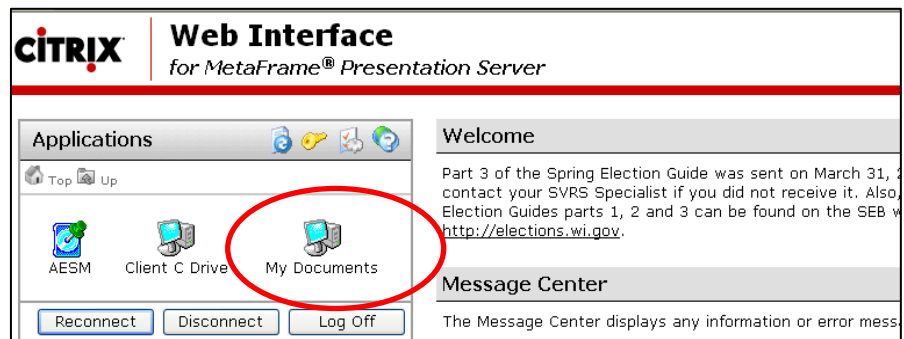 CITRIX
Web Interface
for MetaFrame® Presentation Server
Applications
Top Up
AESM Client C Drive My Documents
Reconnect Disconnect Log Off
Welcome
Part 3 of the Spring Election Guide was sent on March 31,
contact your SVRS Specialist if you did not receive it. Also,
Election Guides parts 1, 2 and 3 can be found on the SEB
http://elections.wi.gov.
Message Center
The Message Center displays any information or error